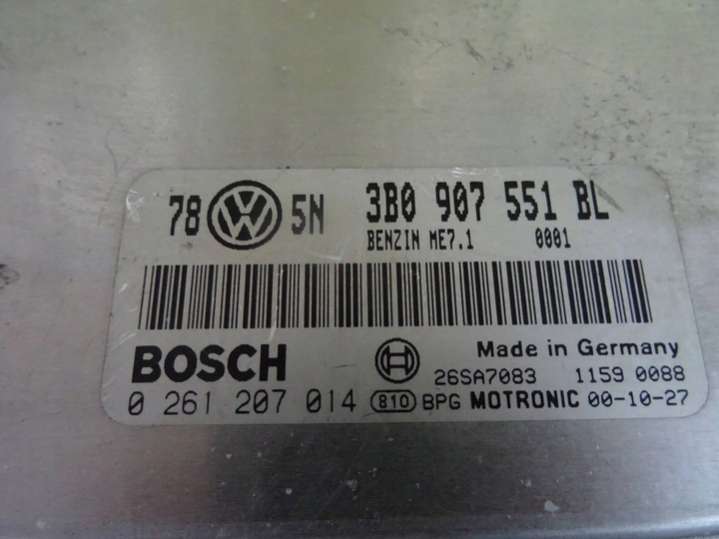 78 VW 5N 3B0 907 551 BL
BENZIN ME7.1 0001
BOSCH Made in Germany
26SA7083 1159 0088
0 261 207 014 810 BPG MOTRONIC 00-10-27